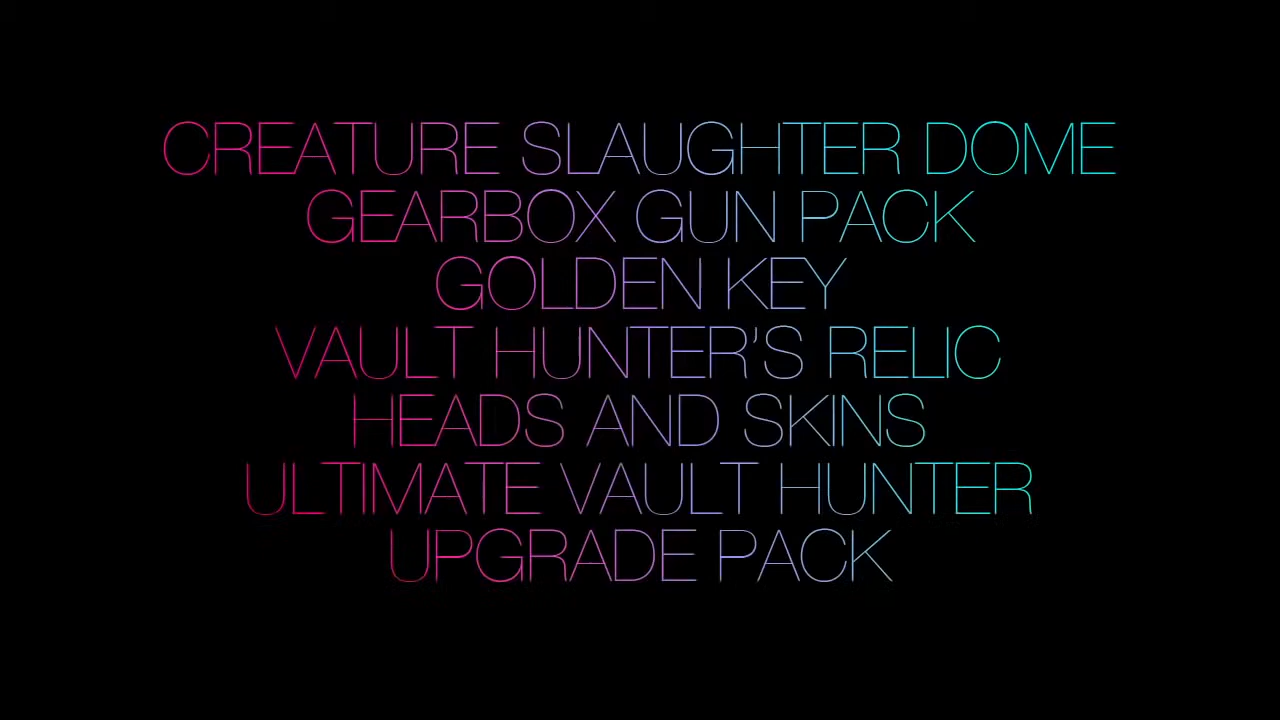 CREATURE SLAUGHTER DOME
GEARBOX GUN PACK
GOLDEN KEY
VAULT HUNTER’S RELIC
HEADS AND SKINS
ULTIMATE VAULT HUNTER
UPGRADE PACK